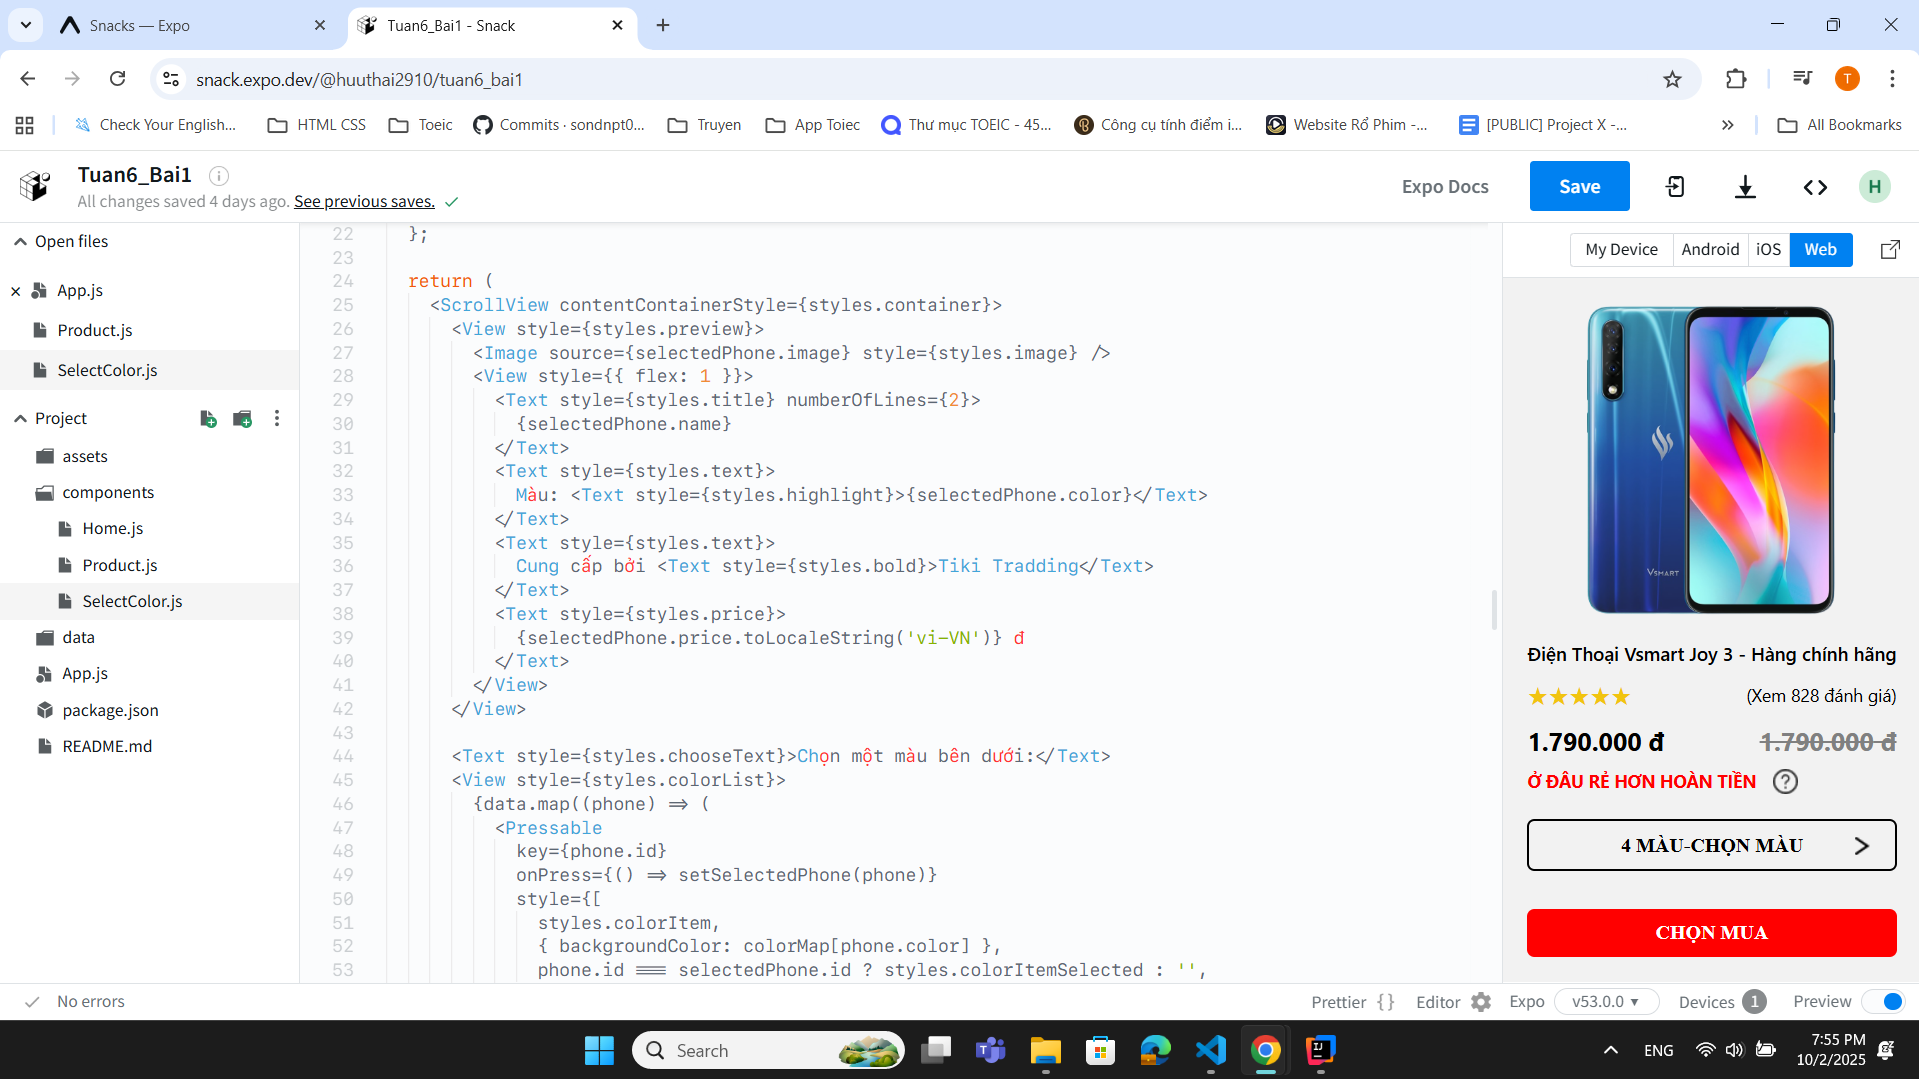 Snacks — Expo
Tuan6_Bai1 - Snack
snack.expo.dev/@huuthai2910/tuan6_bai1
T
Check Your English...
HTML CSS
Toeic
Commits · sondnpt0...
Truyen
App Toiec
Thư mục TOEIC - 45...
Công cụ tính điểm i...
Website Rổ Phim -...
[PUBLIC] Project X -...
All Bookmarks
Tuan6_Bai1
All changes saved 4 days ago. See previous saves.
Expo Docs
Save
H
Open files
App.js
Product.js
SelectColor.js
Project
assets
components
Home.js
Product.js
SelectColor.js
data
App.js
package.json
README.md
22 };
23
24 return (
25 <ScrollView contentContainerStyle={styles.container}>
26 <View style={styles.preview}>
27 <Image source={selectedPhone.image} style={styles.image} />
28 <View style={{ flex: 1 }}>
29 <Text style={styles.title} numberOfLines={2}>
30 {selectedPhone.name}
31 </Text>
32 <Text style={styles.text}>
33 Màu: <Text style={styles.highlight}>{selectedPhone.color}</Text>
34 </Text>
35 <Text style={styles.text}>
36 Cung cấp bởi <Text style={styles.bold}>Tiki Tradding</Text>
37 </Text>
38 <Text style={styles.price}>
39 {selectedPhone.price.toLocaleString('vi-VN')} đ
40 </Text>
41 </View>
42 </View>
43
44 <Text style={styles.chooseText}>Chọn một màu bên dưới:</Text>
45 <View style={styles.colorList}>
46 {data.map((phone) => (
47 <Pressable
48 key={phone.id}
49 onPress={() => setSelectedPhone(phone)}
50 style={[
51 styles.colorItem,
52 { backgroundColor: colorMap[phone.color] },
53 phone.id === selectedPhone.id ? styles.colorItemSelected : '',
My Device
Android
iOS
Web
VSMART
Điện Thoại Vsmart Joy 3 - Hàng chính hãng
(Xem 828 đánh giá)
1.790.000 đ
1.790.000 đ
Ở ĐÂU RẺ HƠN HOÀN TIỀN
?
4 MÀU-CHỌN MÀU
CHỌN MUA
No errors
Prettier { }
Editor
Expo
v53.0.0
Devices 1
Preview
Search
ENG
7:55 PM
10/2/2025